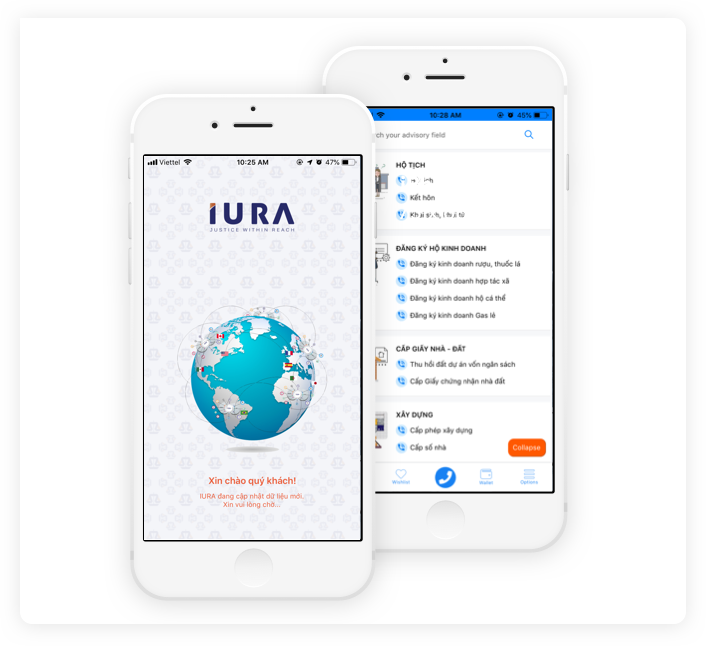 Viettel 10:25 AM 47%
IURA
JUSTICE WITHIN REACH
Xin chào quý khách!
IURA đang cập nhật dữ liệu mới.
Xin vui lòng chờ...
10:28 AM 45%
rch your advisory field
HỘ TỊCH
Kết hôn
ĐĂNG KÝ HỘ KINH DOANH
Đăng ký kinh doanh rượu, thuốc lá
Đăng ký kinh doanh hợp tác xã
Đăng ký kinh doanh hộ cá thể
Đăng ký kinh doanh Gas lẻ
CẤP GIẤY NHÀ - ĐẤT
Thu hồi đất dự án vốn ngân sách
Cấp Giấy chứng nhận nhà đất
XÂY DỰNG
Cấp phép xây dựng
Cấp số nhà
Collapse
Wishlist Wallet Options